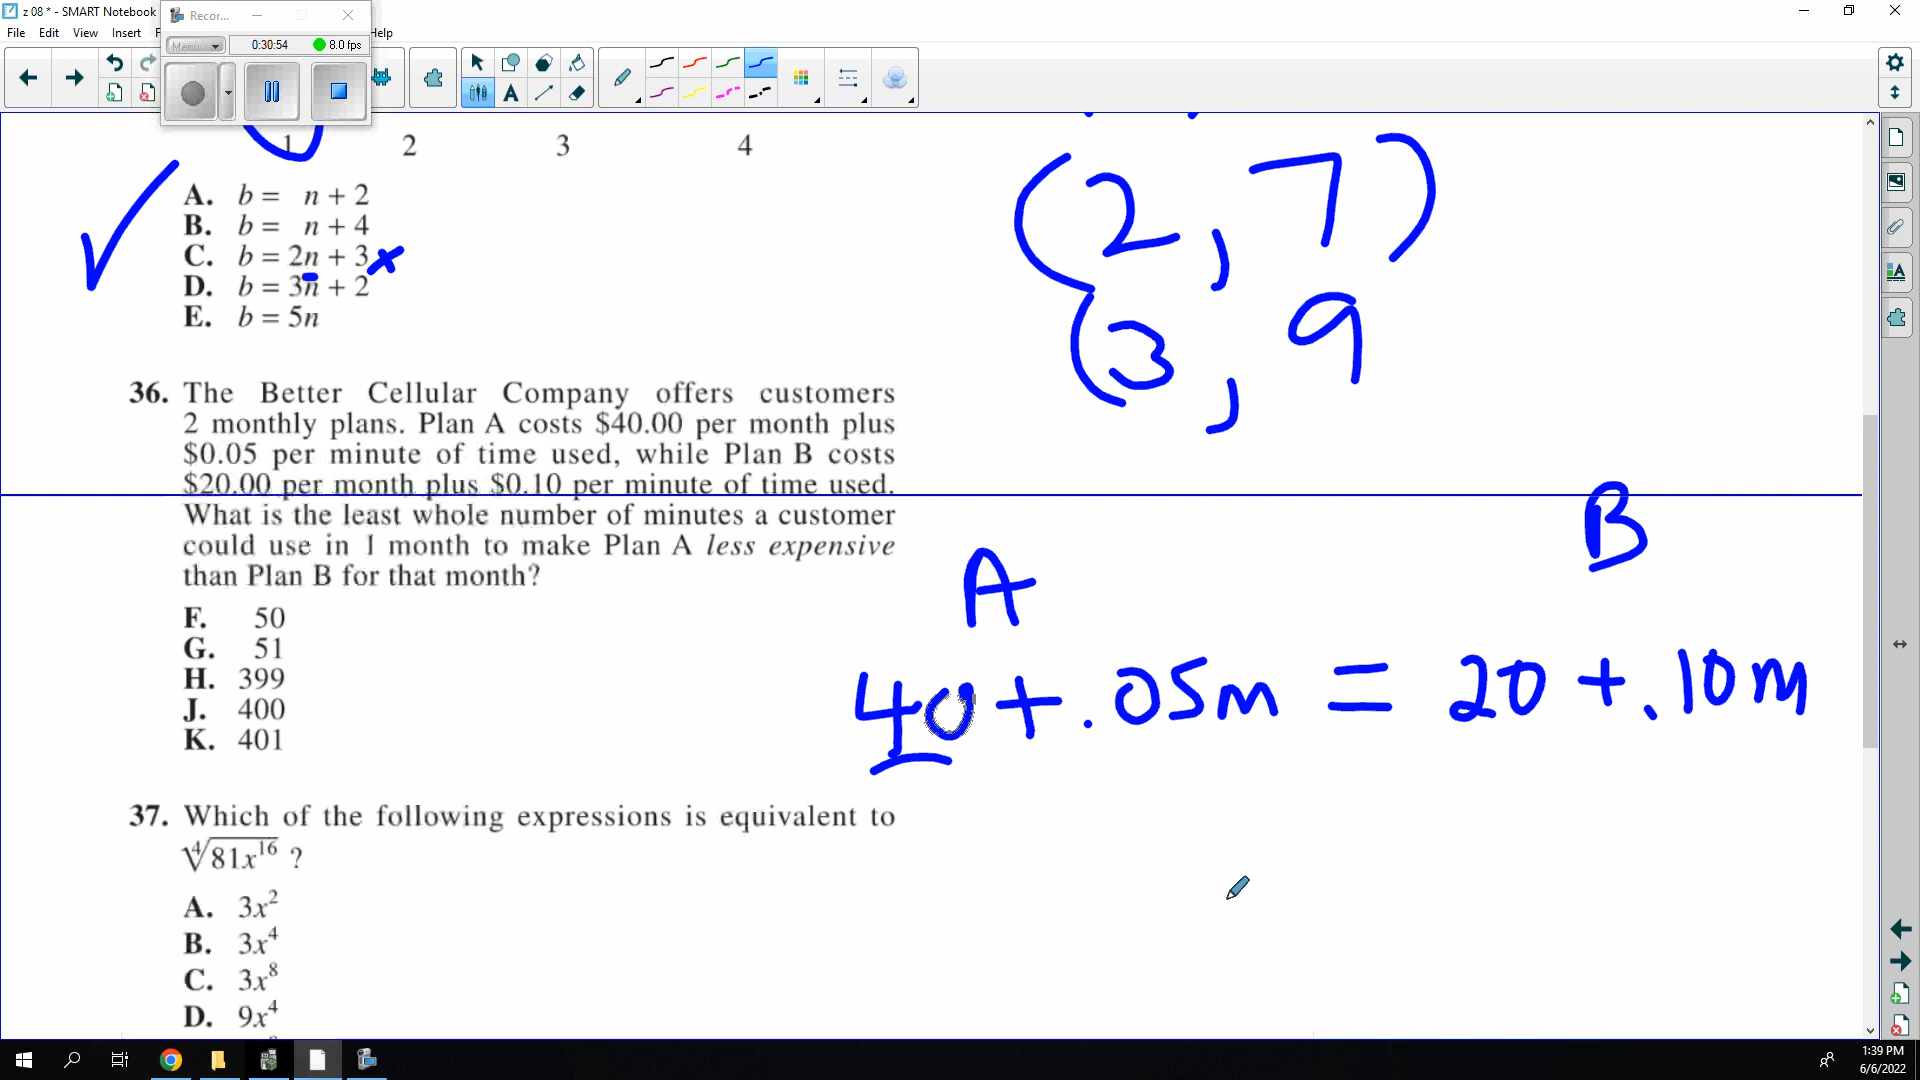 z 08 * - SMART Notebook
Recor...
File Edit View Insert F
Help
Menu
0:30:54
8.0 fps
A
1 2 3 4
A. b = n + 2
B. b = n + 4
C. b = 2n + 3 x
D. b = 3n + 2
E. b = 5n
(2, 7)
(3, 9
36. The Better Cellular Company offers customers
2 monthly plans. Plan A costs $40.00 per month plus
$0.05 per minute of time used, while Plan B costs
$20.00 per month plus $0.10 per minute of time used.
What is the least whole number of minutes a customer
could use in 1 month to make Plan A less expensive
than Plan B for that month?
F. 50
G. 51
H. 399
J. 400
K. 401
A B
40 + .05m = 20 + .10m
37. Which of the following expressions is equivalent to
∜81x¹⁶ ?
A. 3x²
B. 3x⁴
C. 3x⁸
D. 9x⁴
1:39 PM
6/6/2022